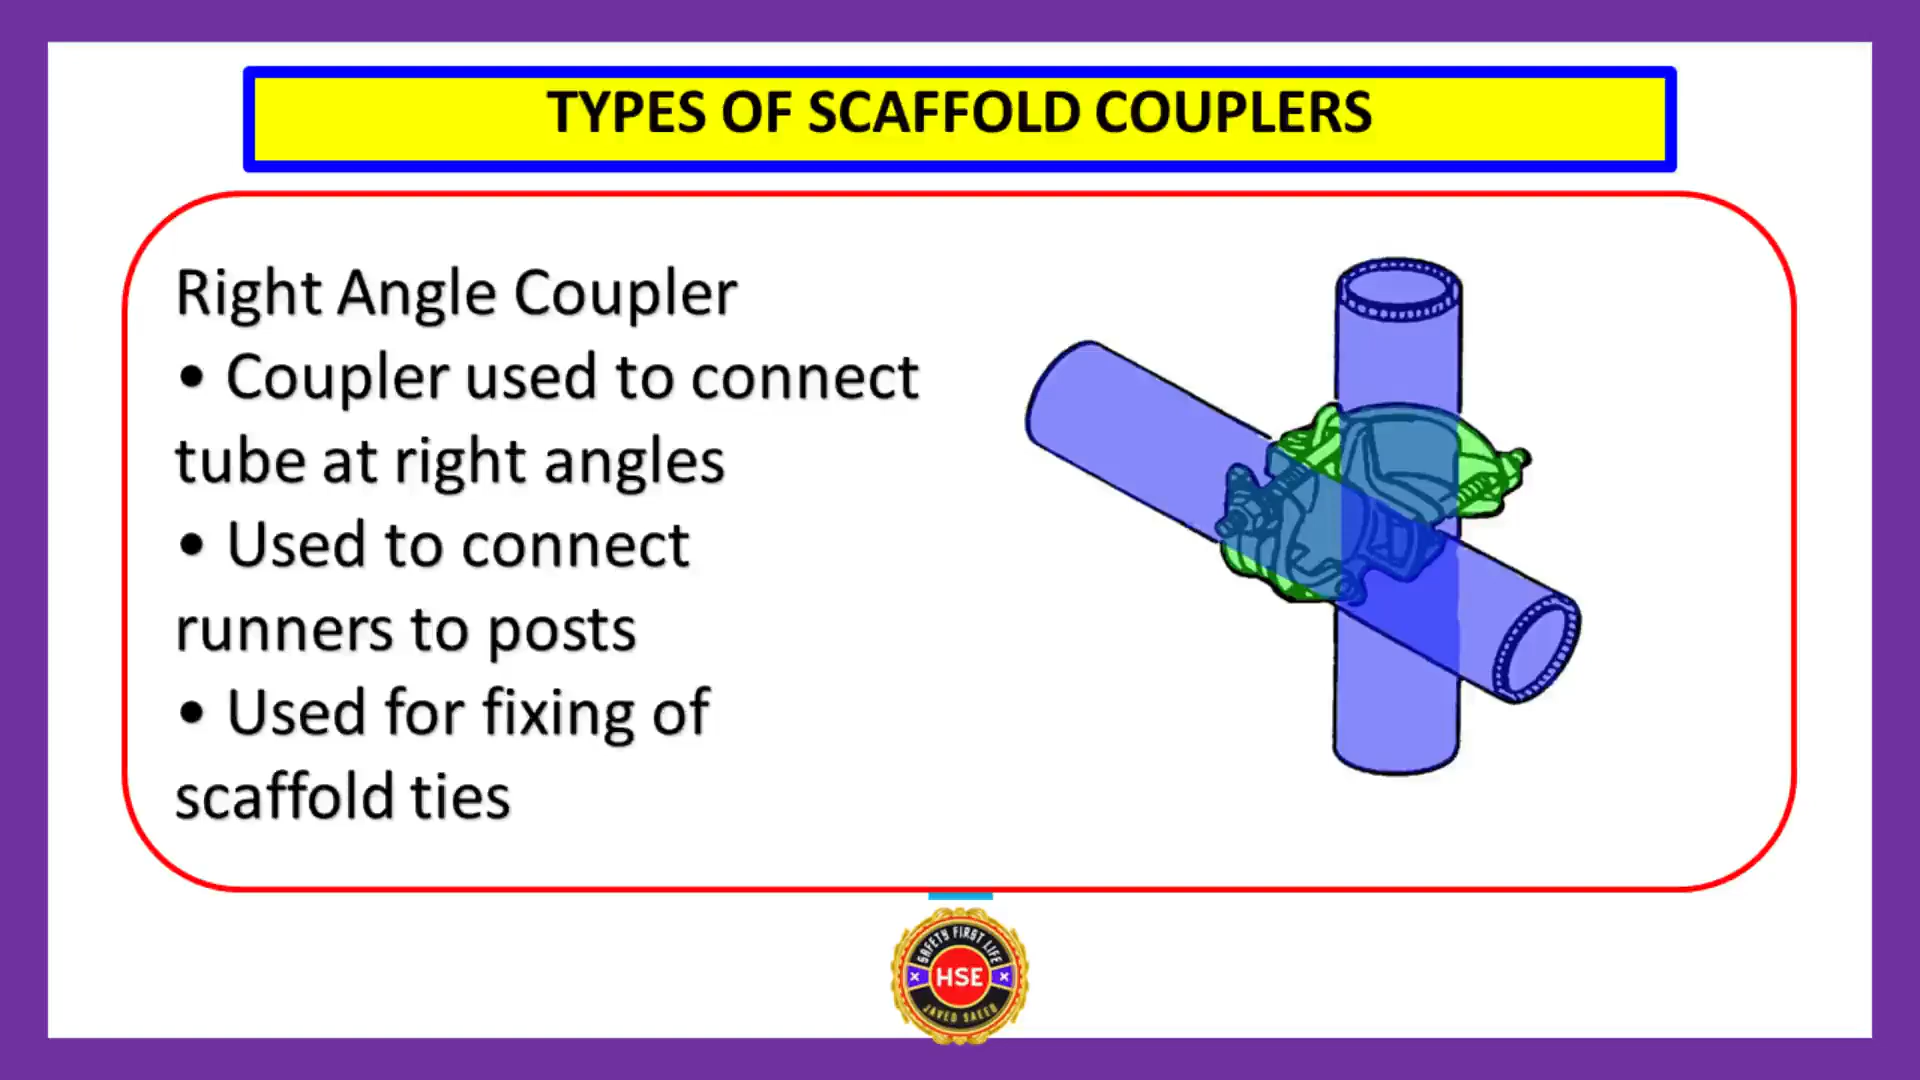 TYPES OF SCAFFOLD COUPLERS
Right Angle Coupler
• Coupler used to connect
tube at right angles
• Used to connect
runners to posts
• Used for fixing of
scaffold ties
SAFETY FIRST LIFE
HSE
JAVED SAEED